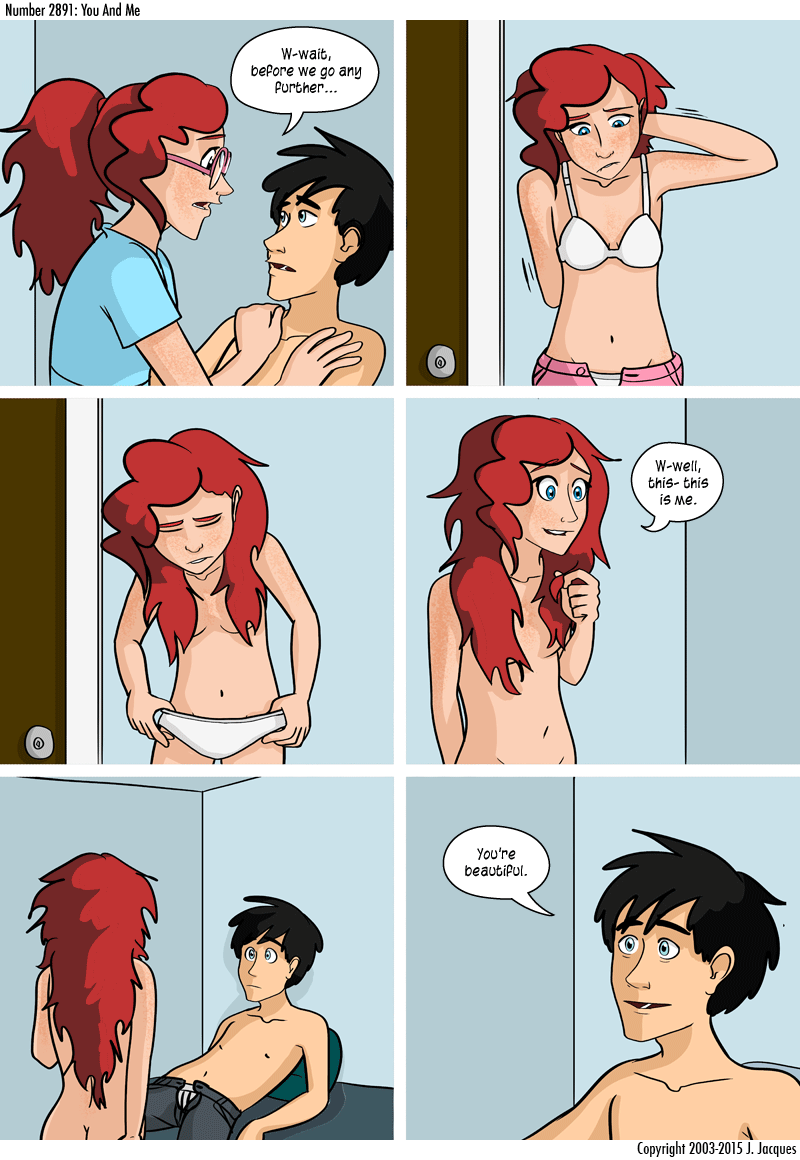 Number 2891: You And Me
W-wait,
before we go any
further...
W-well,
this- this
is me.
You're
beautiful.
Copyright 2003-2015 J. Jacques